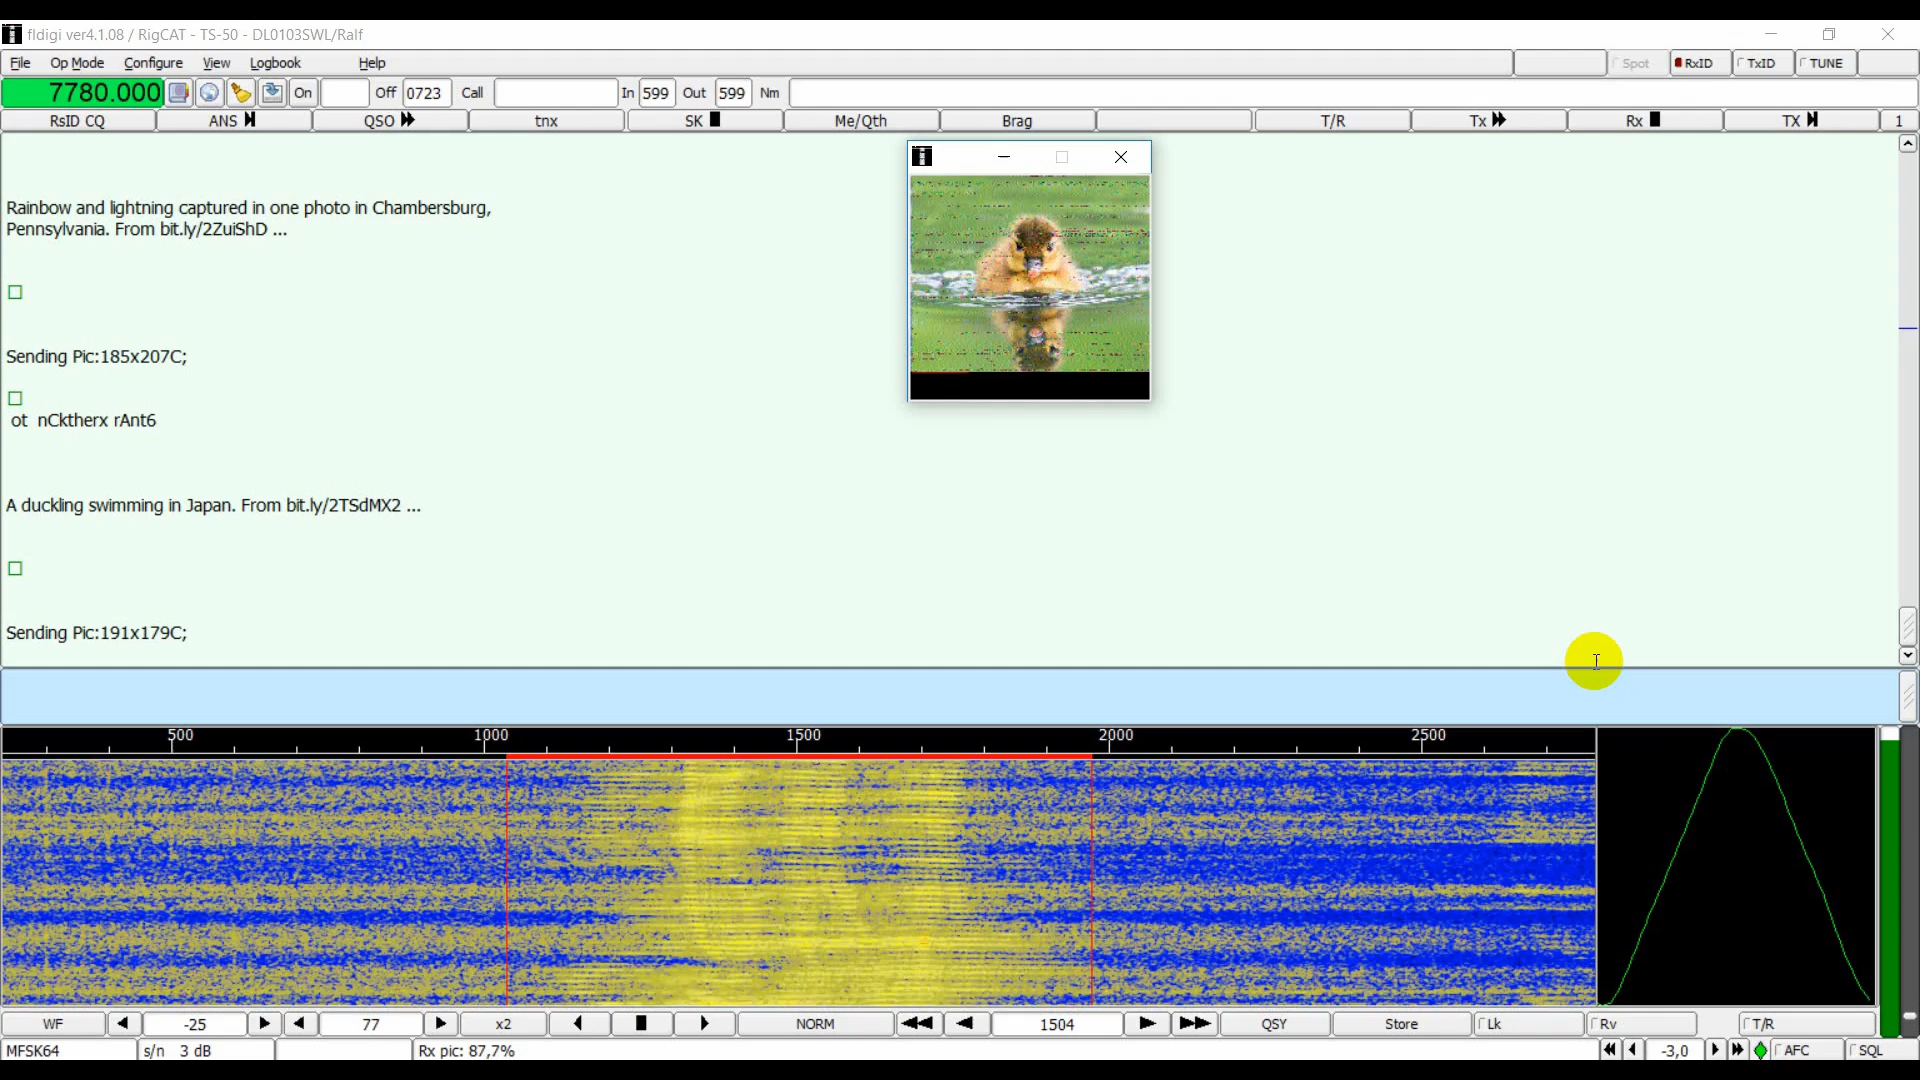 fldigi ver4.1.08 / RigCAT - TS-50 - DL0103SWL/Ralf
File Op Mode Configure View Logbook Help Spot RxID TxID TUNE
7780.000 On Off 0723 Call In 599 Out 599 Nm
RsID CQ ANS QSO tnx SK Me/Qth Brag T/R Tx Rx TX 1
Rainbow and lightning captured in one photo in Chambersburg,
Pennsylvania. From bit.ly/2ZuiShD ...
Sending Pic:185x207C;
ot nCktherx rAnt6
A duckling swimming in Japan. From bit.ly/2TSdMX2 ...
Sending Pic:191x179C;
500 1000 1500 2000 2500
WF -25 77 x2 NORM 1504 QSY Store Lk Rv T/R
MFSK64 s/n 3 dB Rx pic: 87,7% -3,0 AFC SQL